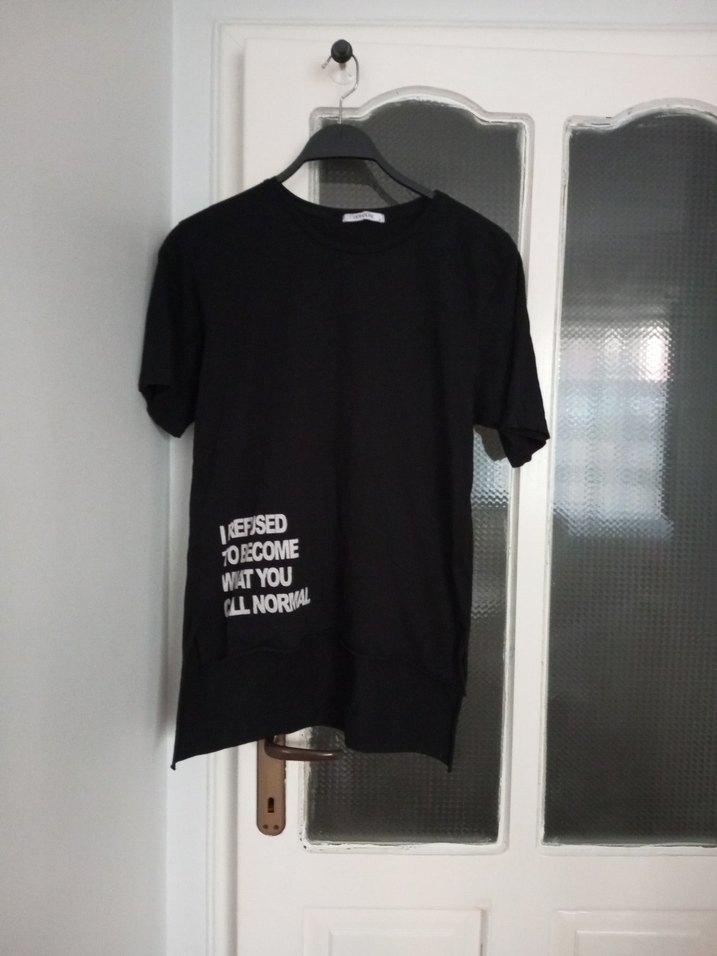 I REFUSED
TO BECOME
WHAT YOU
CALL NORMAL